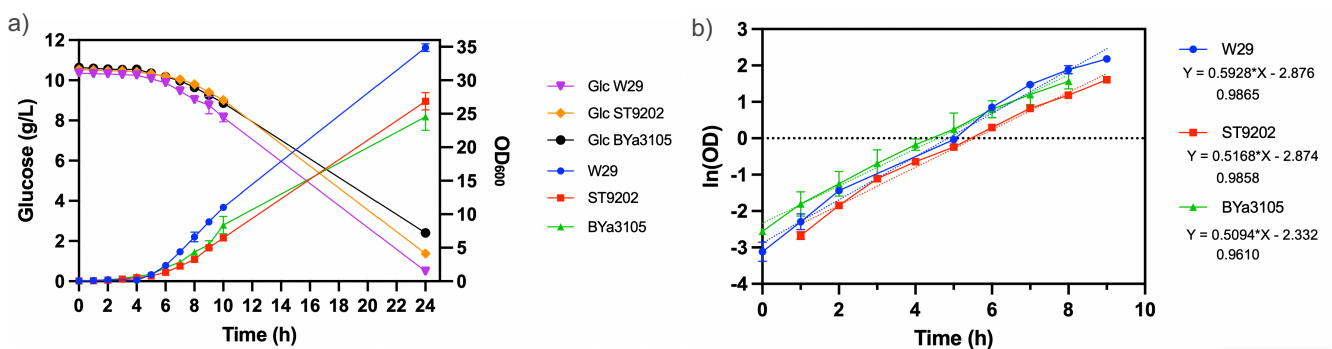 a)
12
10
8
6
4
2
0
Glucose (g/L)
0 2 4 6 8 10 12 14 16 18 20 22 24
Time (h)
35
30
25
20
15
10
5
0
OD600
Glc W29
Glc ST9202
Glc BYa3105
W29
ST9202
BYa3105
b)
3
2
1
0
-1
-2
-3
-4
ln(OD)
0 2 4 6 8 10
Time (h)
W29
Y = 0.5928*X - 2.876
0.9865
ST9202
Y = 0.5168*X - 2.874
0.9858
BYa3105
Y = 0.5094*X - 2.332
0.9610